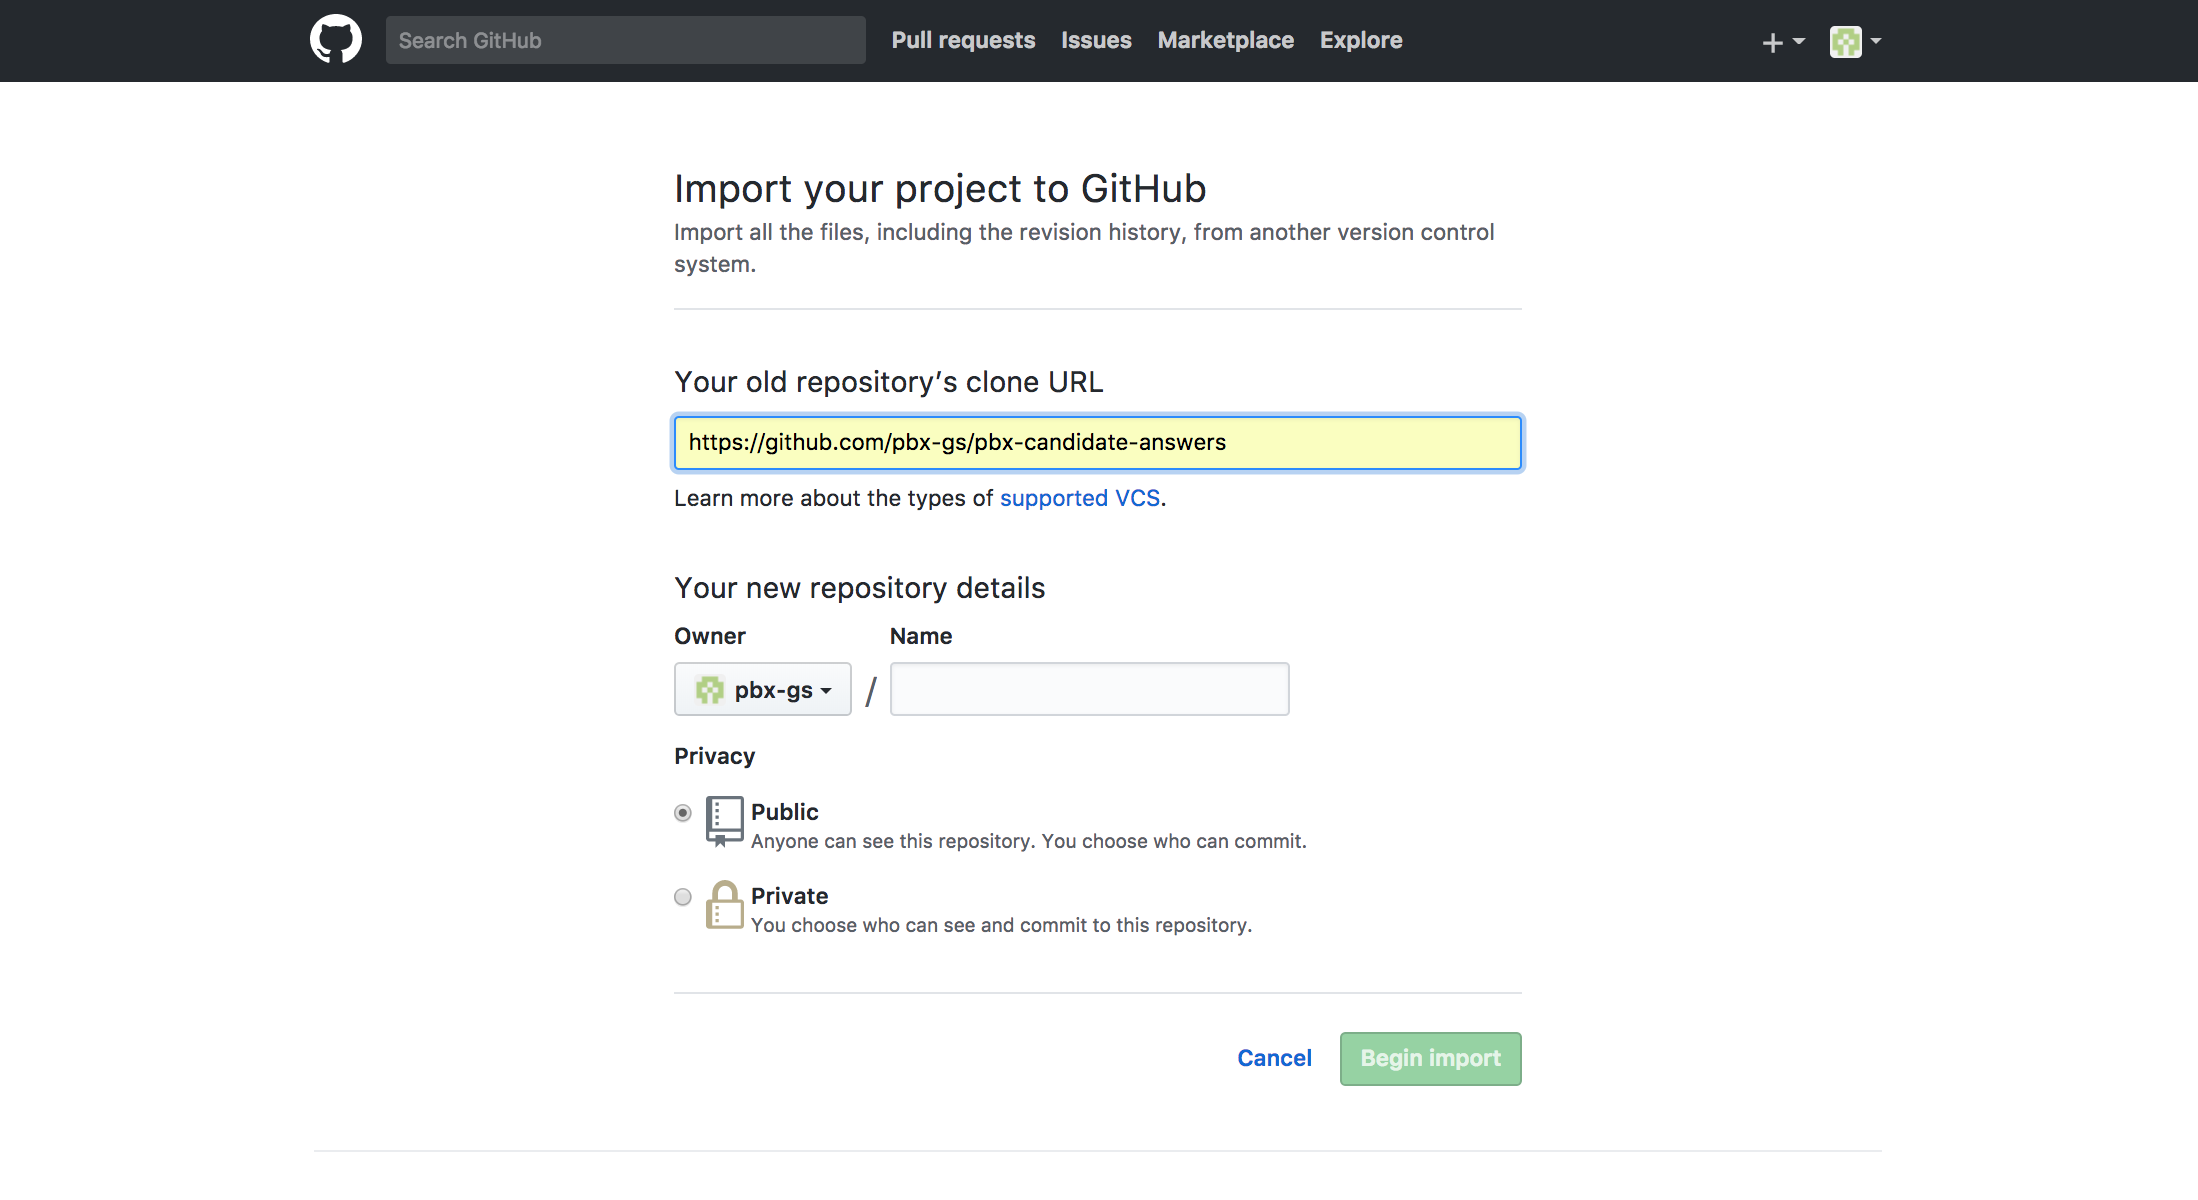 Search GitHub
Pull requests Issues Marketplace Explore
Import your project to GitHub
Import all the files, including the revision history, from another version control
system.
Your old repository’s clone URL
https://github.com/pbx-gs/pbx-candidate-answers
Learn more about the types of supported VCS.
Your new repository details
Owner Name
pbx-gs /
Privacy
Public
Anyone can see this repository. You choose who can commit.
Private
You choose who can see and commit to this repository.
Cancel Begin import